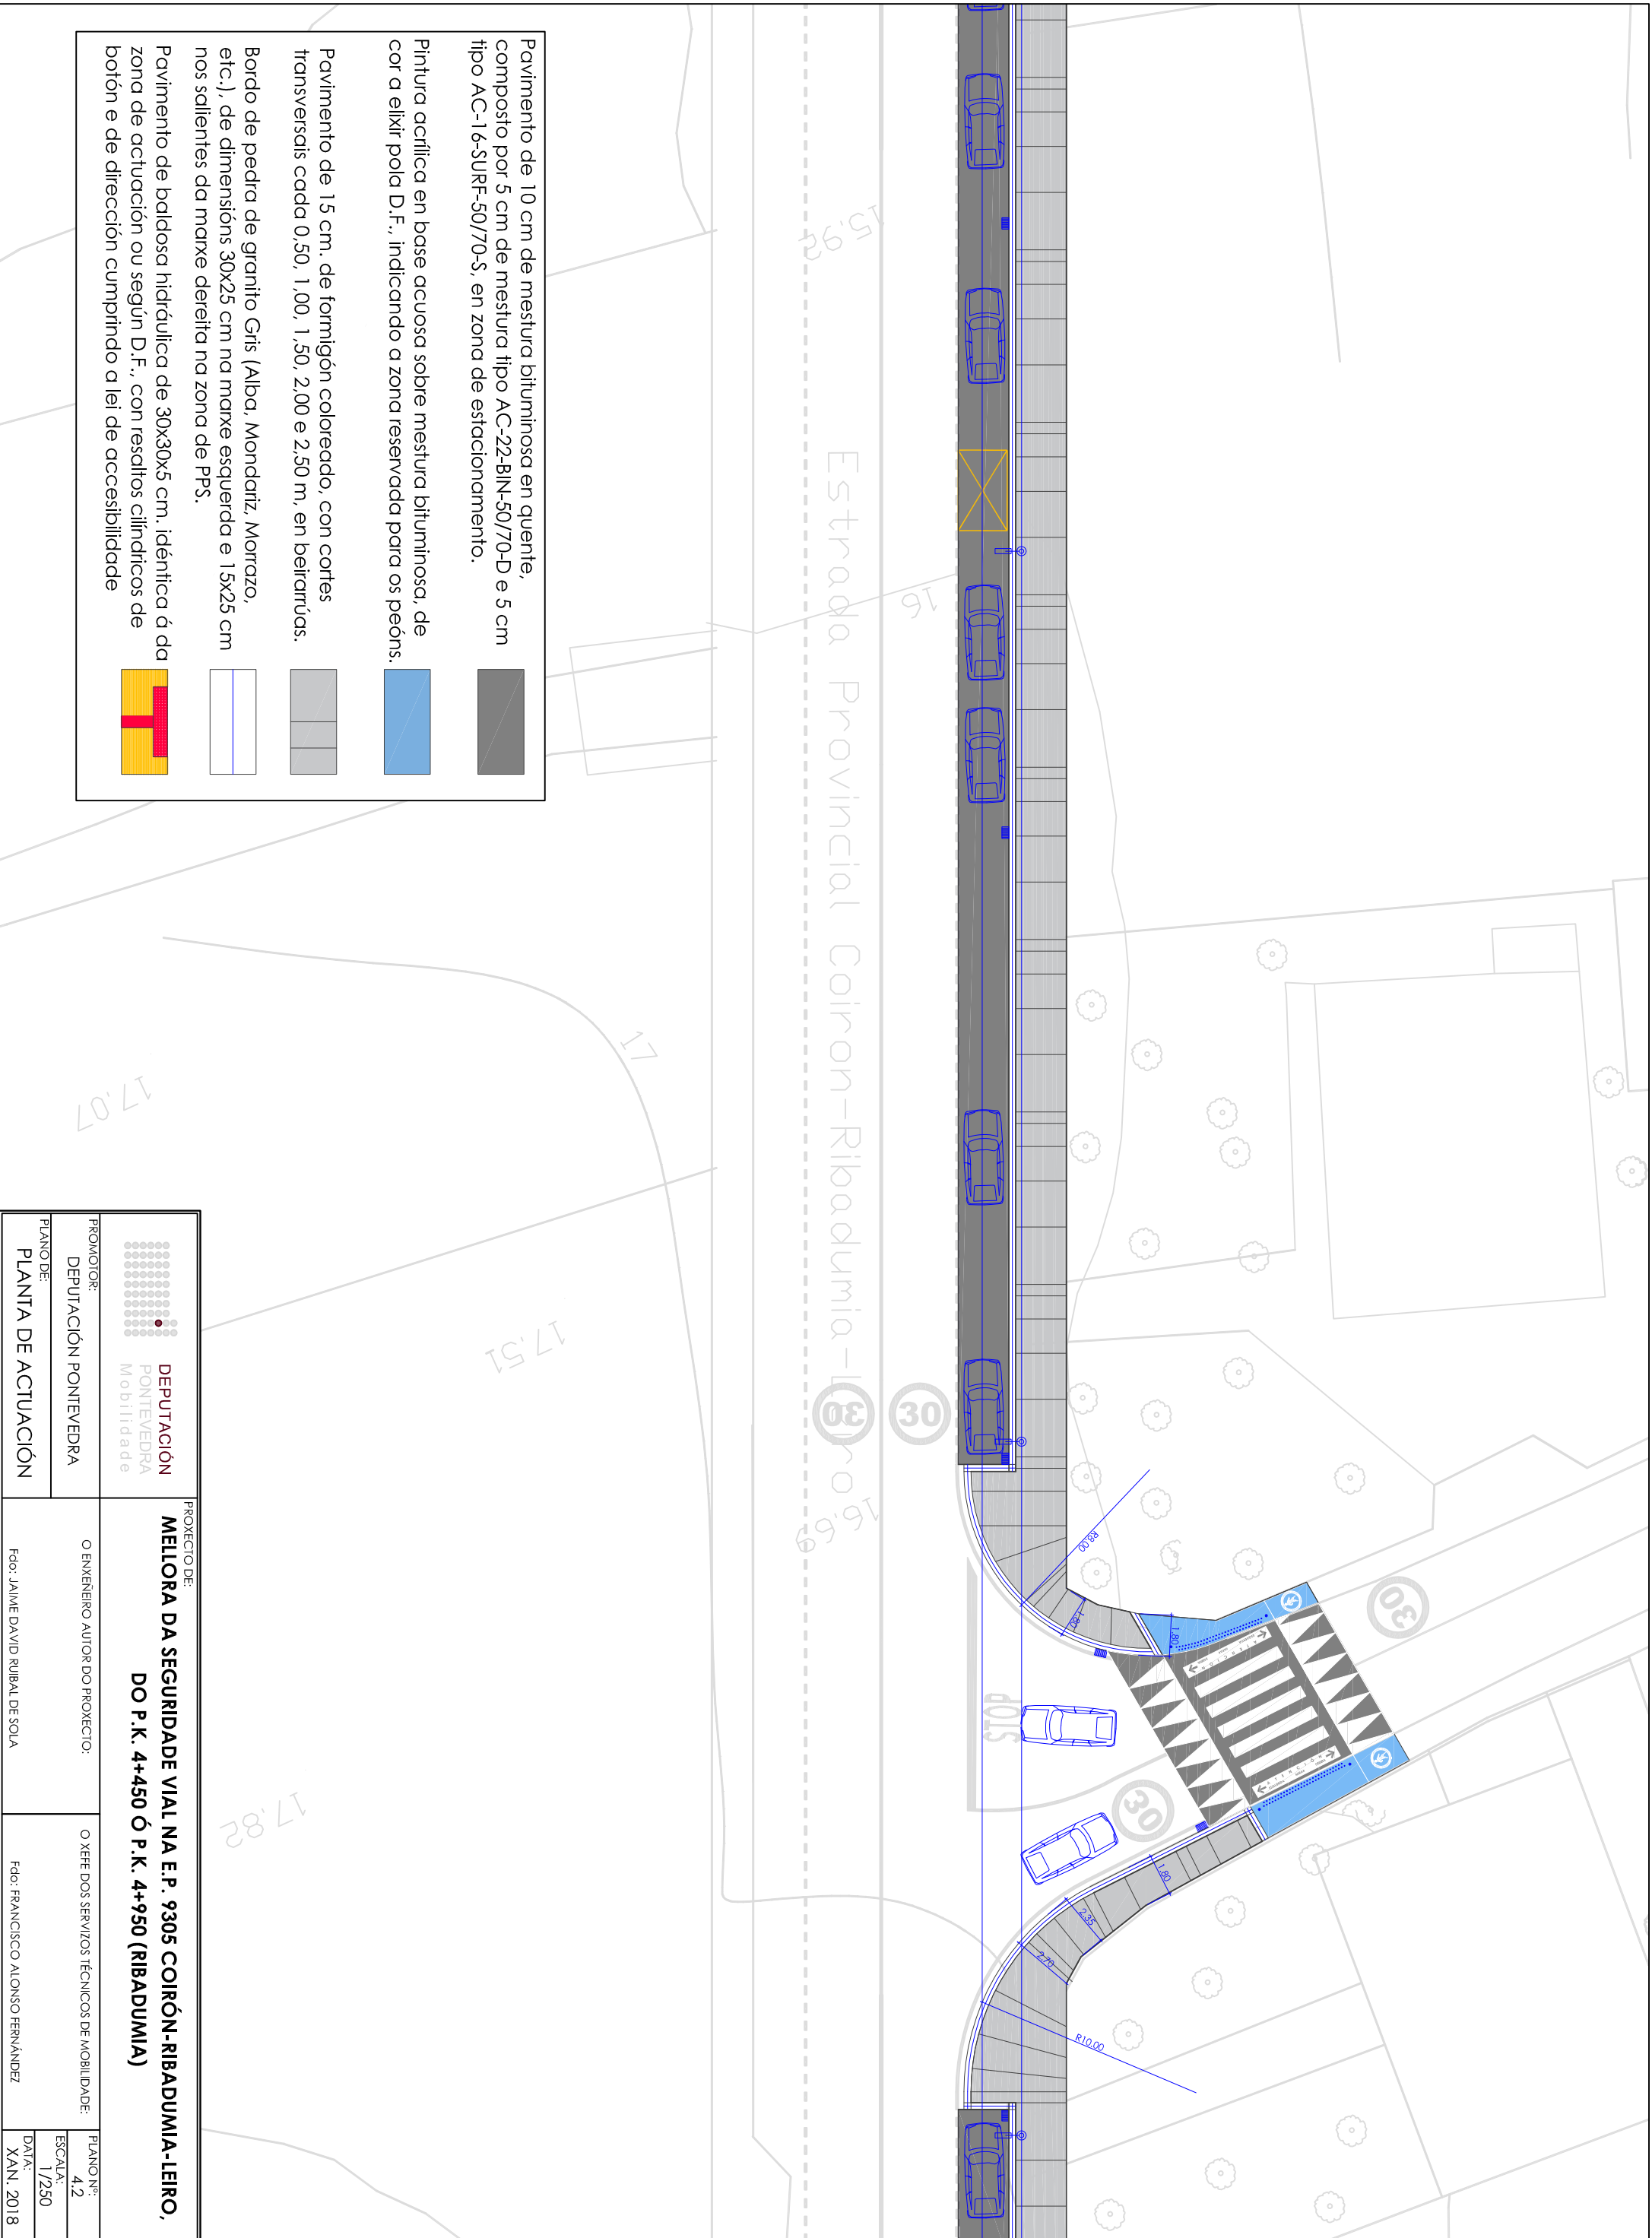 Pavimento de 10 cm de mestura bituminosa en quente,
composto por 5 cm de mestura tipo AC-22-BIN-50/70-D e 5 cm
tipo AC-16-SURF-50/70-S, en zona de estacionamento.
Pintura acrílica en base acuosa sobre mestura bituminosa, de
cor a elixir pola D.F., indicando a zona reservada para os peóns.
Pavimento de 15 cm. de formigón coloreado, con cortes
transversais cada 0,50, 1,00, 1,50, 2,00 e 2,50 m, en beirarrúas.
Bordo de pedra de granito Gris (Alba, Mondariz, Morrazo,
etc.), de dimensións 30x25 cm na marxe esquerda e 15x25 cm
nos salientes da marxe dereita na zona de PPS.
Pavimento de baldosa hidráulica de 30x30x5 cm. idéntica á da
zona de actuación ou según D.F., con resaltos cilíndricos de
botón e de dirección cumprindo a lei de accesibilidade
15.92
16
Estrada Provincial Coiron-Ribadumia-Leiro
17
17.07
17.51
16.69
17.82
30
30
30
30
STOP
R8.00
1.80
1.80
1.80
2.35
2.70
R10.00
DEPUTACIÓN
PONTEVEDRA
Mobilidade
PROMOTOR:
DEPUTACIÓN PONTEVEDRA
PLANO DE:
PLANTA DE ACTUACIÓN
PROXECTO DE:
MELLORA DA SEGURIDADE VIAL NA E.P. 9305 COIRÓN-RIBADUMIA-LEIRO,
DO P.K. 4+450 Ó P.K. 4+950 (RIBADUMIA)
O ENXEÑEIRO AUTOR DO PROXECTO:
Fdo: JAIME DAVID RUIBAL DE SOLA
O XEFE DOS SERVIZOS TÉCNICOS DE MOBILIDADE:
Fdo: FRANCISCO ALONSO FERNÁNDEZ
PLANO Nº:
4.2
ESCALA:
1/250
DATA:
XAN. 2018